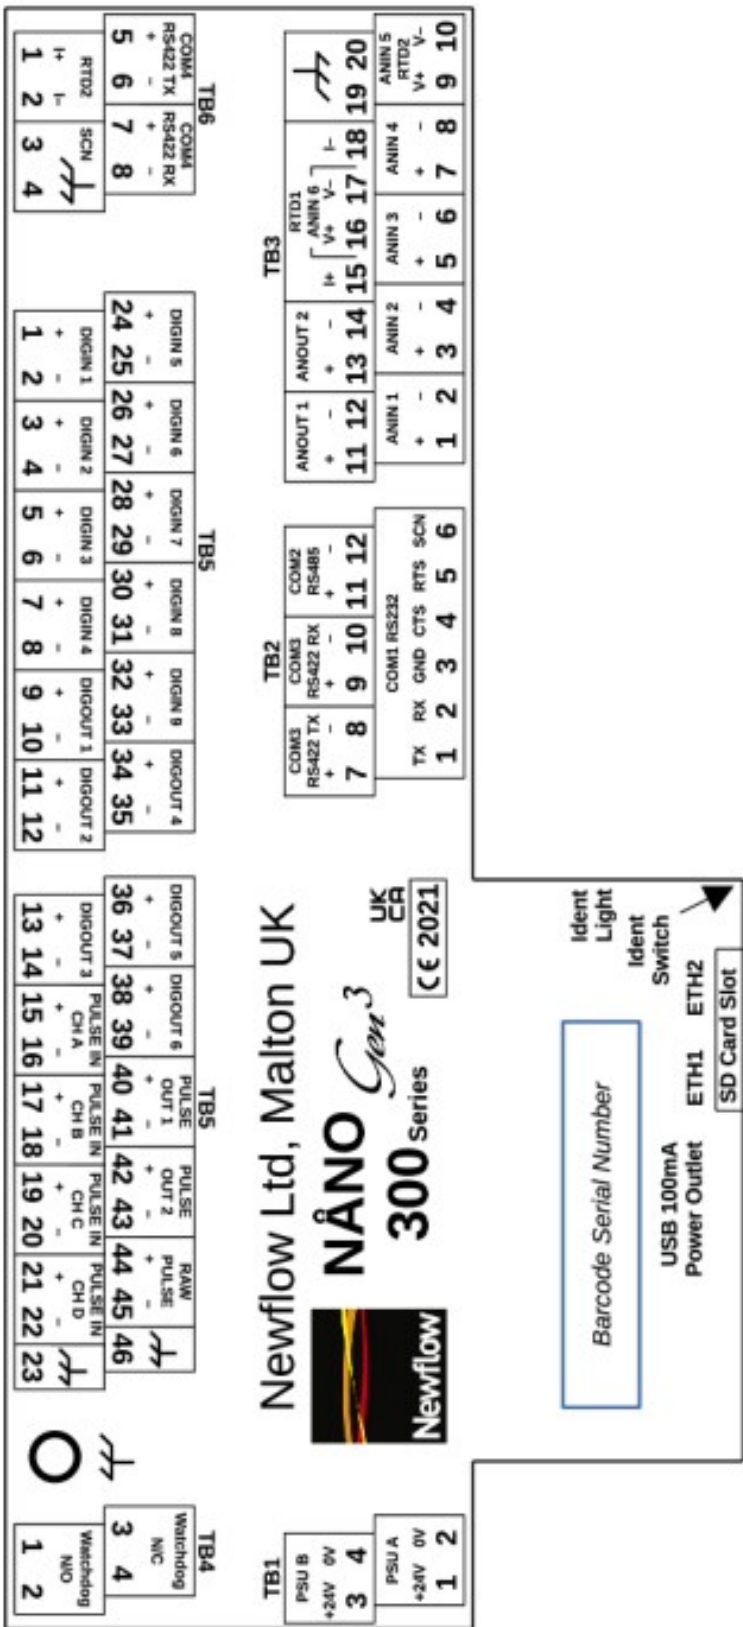 TB6
COM4
RS422 TX
+ −
5 6
COM4
RS422 RX
+ −
7 8
RTD2
I+ I−
1 2
SCN
3 4
TB5
DIGIN 5
+ −
24 25
DIGIN 6
+ −
26 27
DIGIN 7
+ −
28 29
DIGIN 8
+ −
30 31
DIGIN 9
+ −
32 33
DIGOUT 4
+ −
34 35
DIGIN 1
+ −
1 2
DIGIN 2
+ −
3 4
DIGIN 3
+ −
5 6
DIGIN 4
+ −
7 8
DIGOUT 1
+ −
9 10
DIGOUT 2
+ −
11 12
TB5
DIGOUT 5
+ −
36 37
DIGOUT 6
+ −
38 39
PULSE
OUT 1
+ −
40 41
PULSE
OUT 2
+ −
42 43
RAW
PULSE
+ −
44 45
46
DIGOUT 3
+ −
13 14
PULSE IN
CH A
+ −
15 16
PULSE IN
CH B
+ −
17 18
PULSE IN
CH C
+ −
19 20
PULSE IN
CH D
+ −
21 22
23
TB4
Watchdog
N/C
3 4
Watchdog
N/O
1 2
TB3
ANOUT 1
+ −
11 12
ANOUT 2
+ −
13 14
RTD1
ANIN 6
I+ V+ V− I−
15 16 17 18
19 20
ANIN 1
+ −
1 2
ANIN 2
+ −
3 4
ANIN 3
+ −
5 6
ANIN 4
+ −
7 8
ANIN 5
RTD2
V+ V−
9 10
TB2
COM3
RS422 TX
+ −
7 8
COM3
RS422 RX
+ −
9 10
COM2
RS485
+ −
11 12
COM1 RS232
TX RX GND CTS RTS SCN
1 2 3 4 5 6
TB1
PSU B
+24V 0V
3 4
PSU A
+24V 0V
1 2
Newflow Ltd, Malton UK
NÅNO Gen3
300 Series
UK
CA
CE 2021
Newflow
Ident
Light
Ident
Switch
Barcode Serial Number
USB 100mA
Power Outlet
ETH1 ETH2
SD Card Slot